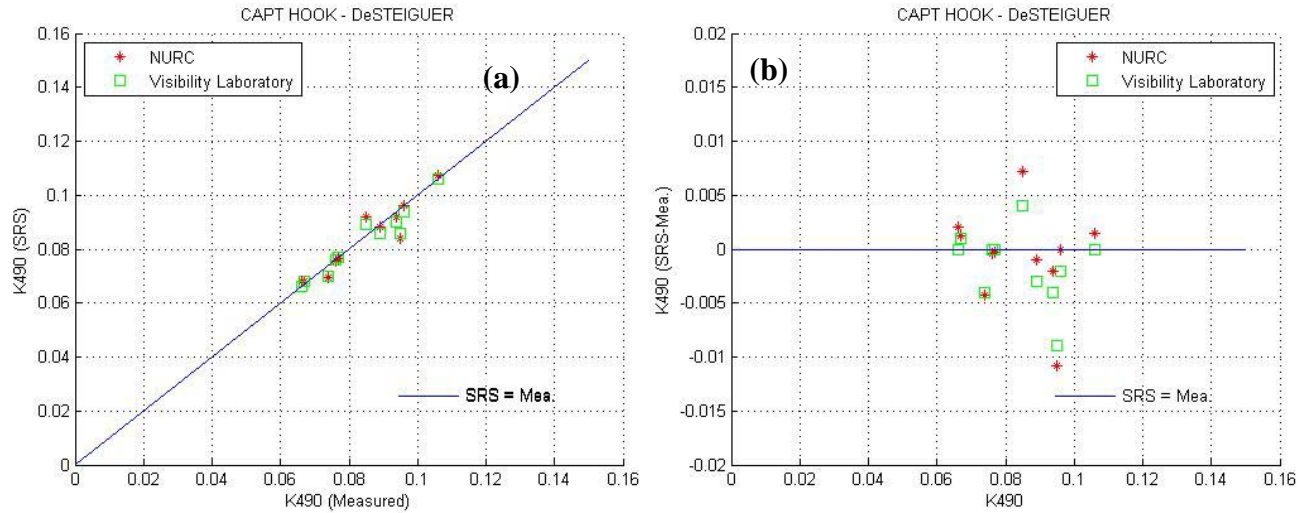 CAPT HOOK - DeSTEIGUER
0.16
0.14
0.12
0.1
0.08
0.06
0.04
0.02
0
K490 (SRS)
NURC
Visibility Laboratory
(a)
SRS = Mea.
0 0.02 0.04 0.06 0.08 0.1 0.12 0.14 0.16
K490 (Measured)
CAPT HOOK - DeSTEIGUER
0.02
0.015
0.01
0.005
0
-0.005
-0.01
-0.015
-0.02
K490 (SRS-Mea.)
(b)
NURC
Visibility Laboratory
SRS = Mea.
0 0.02 0.04 0.06 0.08 0.1 0.12 0.14 0.16
K490